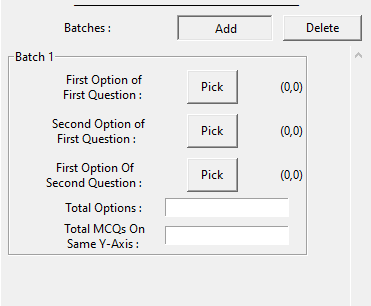 Batches :
Add
Delete
Batch 1
First Option of
First Question :
Pick
(0,0)
Second Option of
First Question :
Pick
(0,0)
First Option Of
Second Question :
Pick
(0,0)
Total Options :
Total MCQs On
Same Y-Axis :